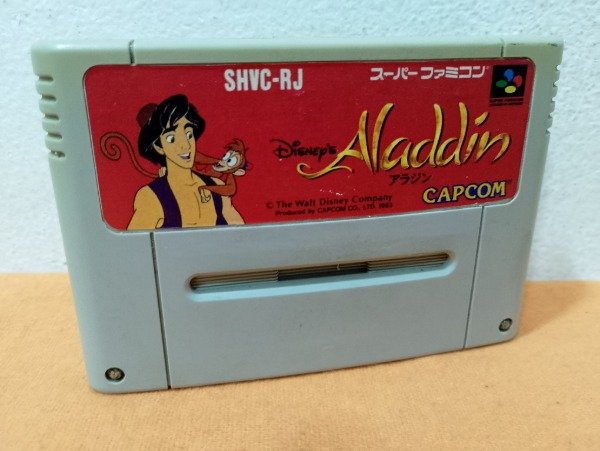 SHVC-RJ
スーパーファミコン
Disney's Aladdin
アラジン
CAPCOM
© The Walt Disney Company
Produced by CAPCOM CO., LTD. 1993